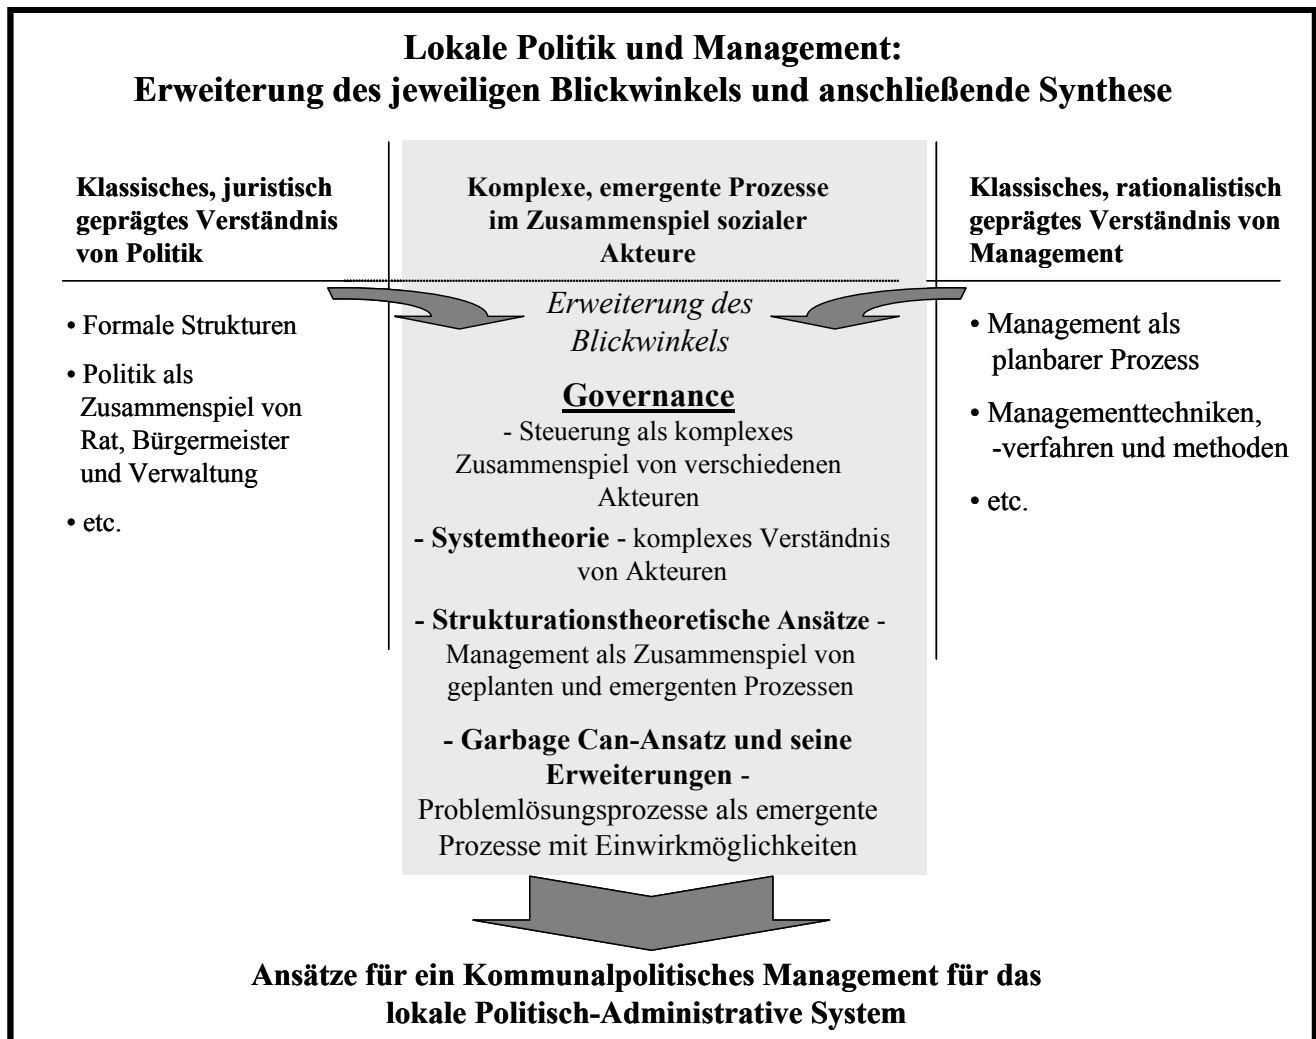 Lokale Politik und Management:
Erweiterung des jeweiligen Blickwinkels und anschließende Synthese
Klassisches, juristisch
geprägtes Verständnis
von Politik
• Formale Strukturen
• Politik als
Zusammenspiel von
Rat, Bürgermeister
und Verwaltung
• etc.
Komplexe, emergente Prozesse
im Zusammenspiel sozialer
Akteure
Erweiterung des
Blickwinkels
Governance
- Steuerung als komplexes
Zusammenspiel von verschiedenen
Akteuren
- Systemtheorie - komplexes Verständnis
von Akteuren
- Strukturationstheoretische Ansätze -
Management als Zusammenspiel von
geplanten und emergenten Prozessen
- Garbage Can-Ansatz und seine
Erweiterungen -
Problemlösungsprozesse als emergente
Prozesse mit Einwirkmöglichkeiten
Klassisches, rationalistisch
geprägtes Verständnis von
Management
• Management als
planbarer Prozess
• Managementtechniken,
-verfahren und methoden
• etc.
Ansätze für ein Kommunalpolitisches Management für das
lokale Politisch-Administrative System